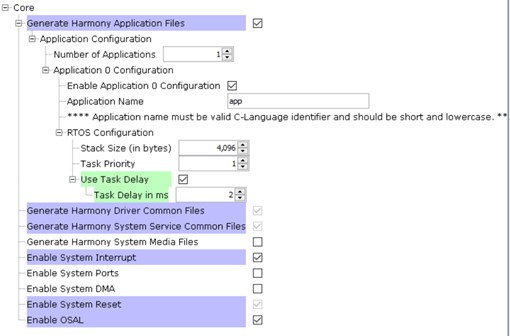 Core
Generate Harmony Application Files
Application Configuration
Number of Applications 1
Application 0 Configuration
Enable Application 0 Configuration
Application Name app
**** Application name must be valid C-Language identifier and should be short and lowercase. **
RTOS Configuration
Stack Size (in bytes) 4,096
Task Priority 1
Use Task Delay
Task Delay in ms 2
Generate Harmony Driver Common Files
Generate Harmony System Service Common Files
Generate Harmony System Media Files
Enable System Interrupt
Enable System Ports
Enable System DMA
Enable System Reset
Enable OSAL